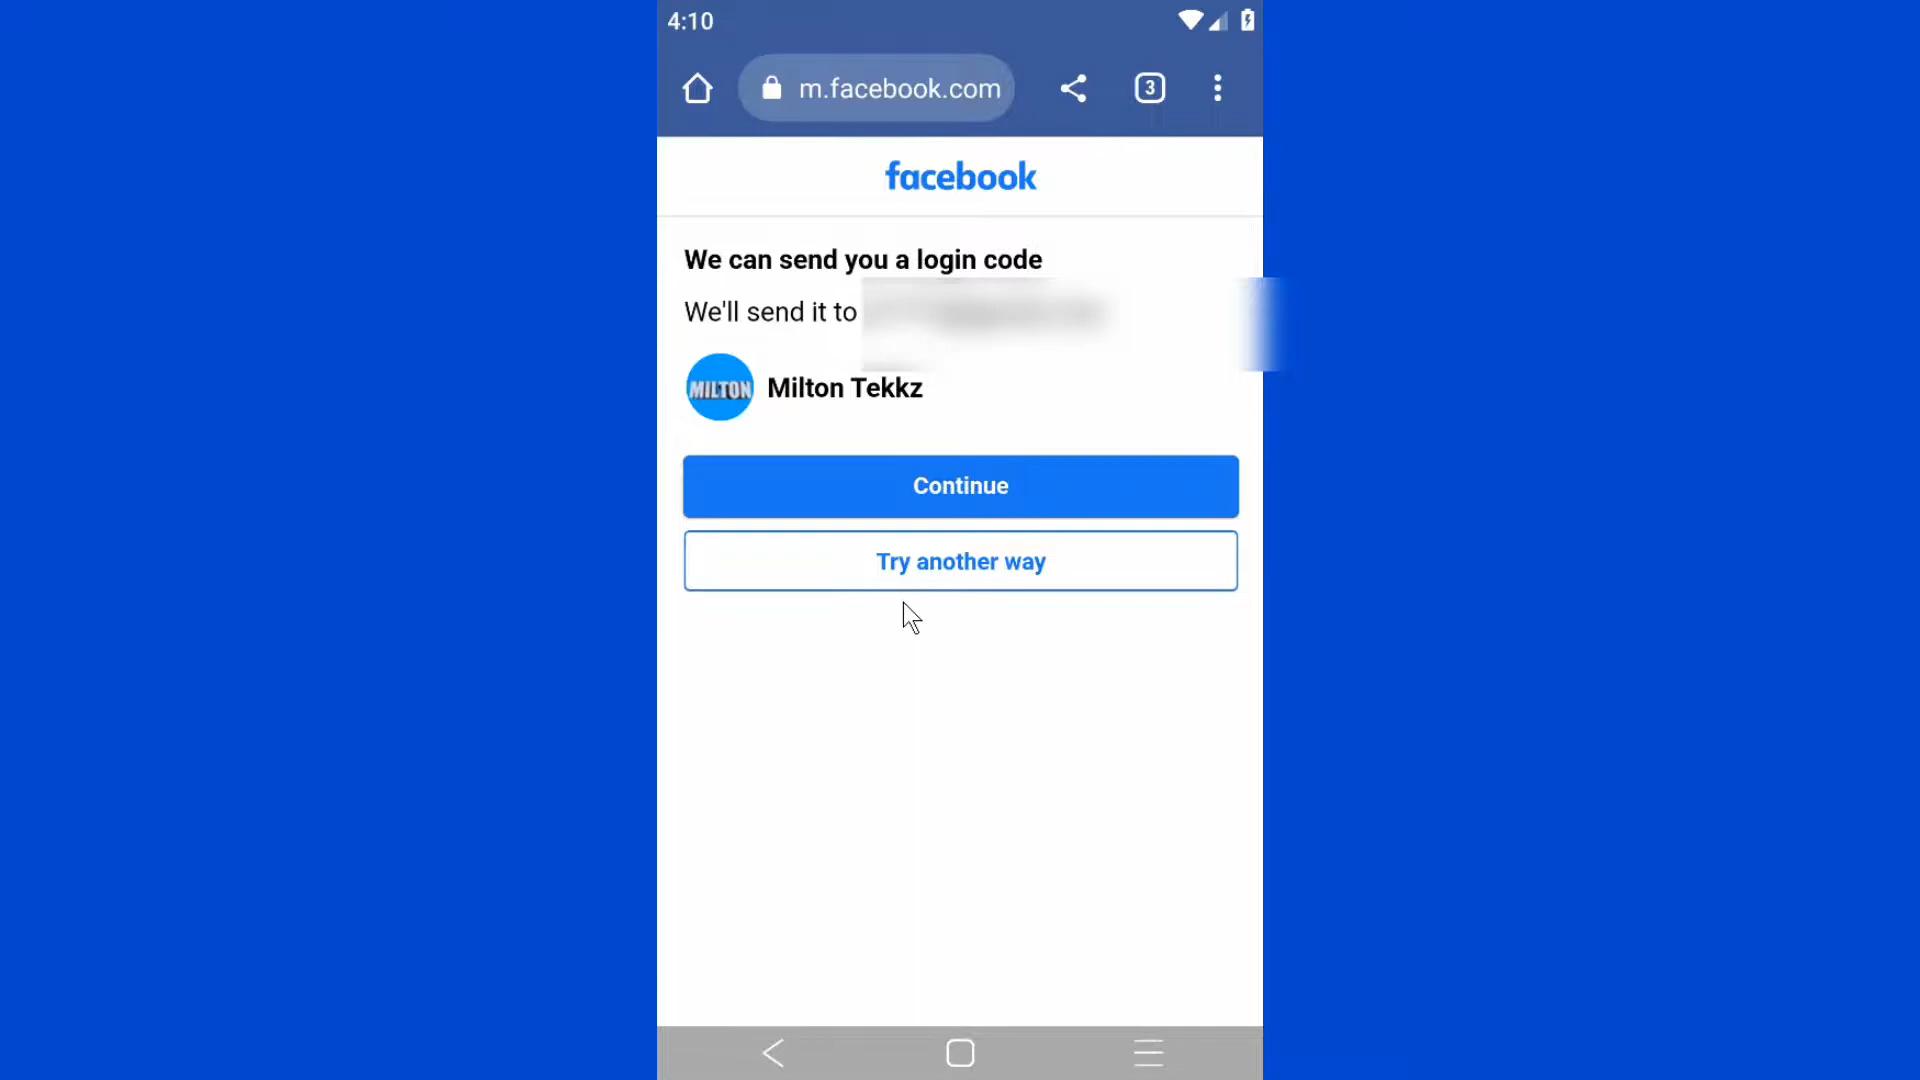 4:10
m.facebook.com
3
facebook
We can send you a login code
We'll send it to
MILTON
Milton Tekkz
Continue
Try another way